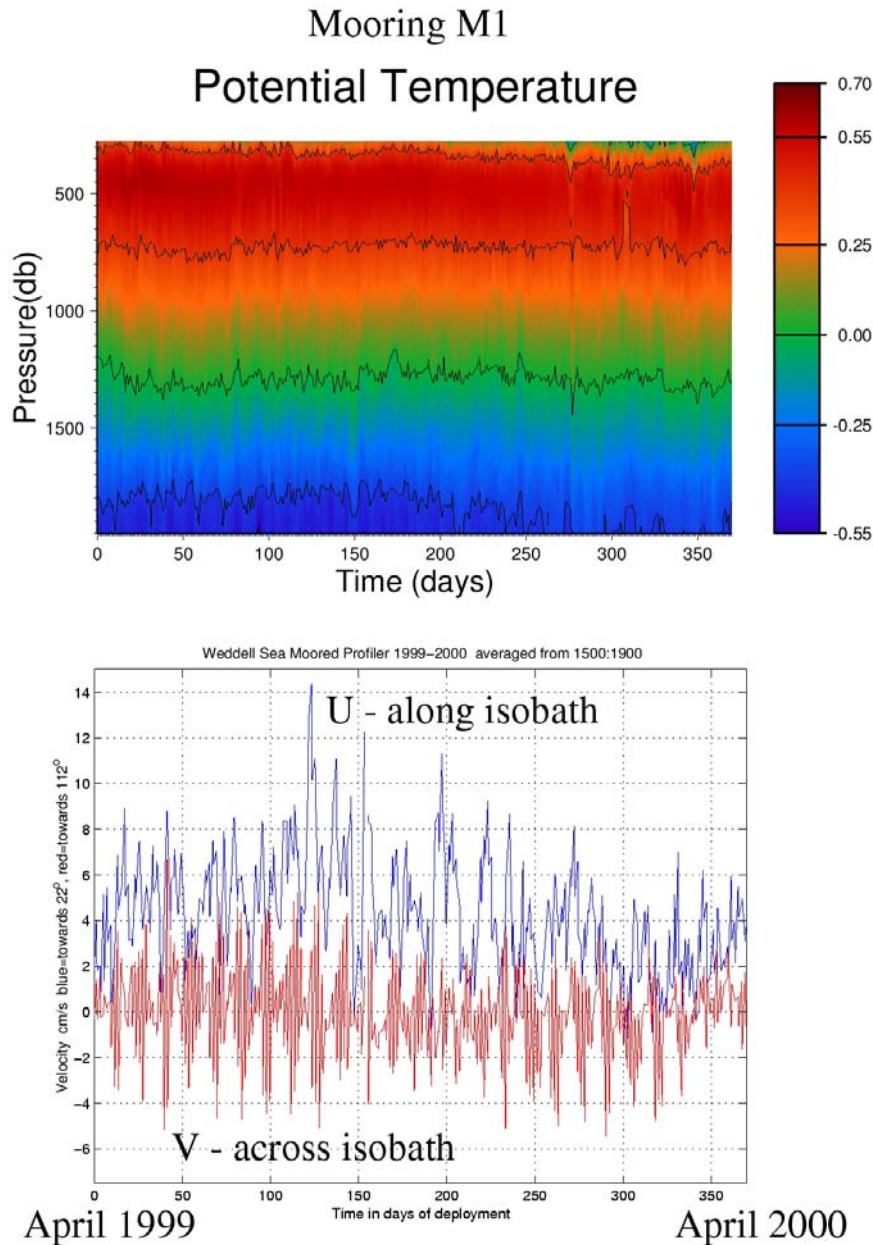 Mooring M1
Potential Temperature
0.70
0.55
0.25
0.00
-0.25
-0.55
Pressure(db)
500
1000
1500
0 50 100 150 200 250 300 350
Time (days)
Weddell Sea Moored Profiler 1999–2000 averaged from 1500:1900
U - along isobath
V - across isobath
Velocity cm/s blue=towards 22°, red=towards 112°
14
12
10
8
6
4
2
0
-2
-4
-6
0 50 100 150 200 250 300 350
Time in days of deployment
April 1999 April 2000